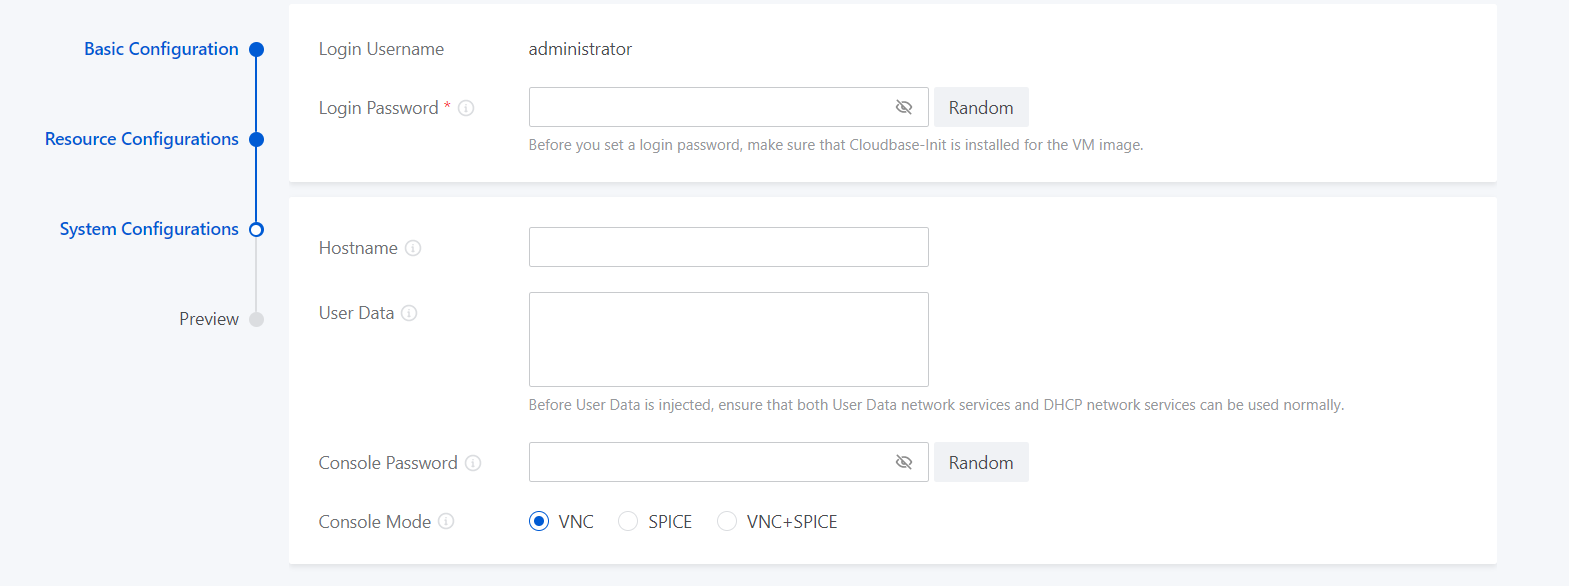 Basic Configuration
Resource Configurations
System Configurations
Preview
Login Username administrator
Login Password * Random
Before you set a login password, make sure that Cloudbase-Init is installed for the VM image.
Hostname
User Data
Before User Data is injected, ensure that both User Data network services and DHCP network services can be used normally.
Console Password Random
Console Mode VNC SPICE VNC+SPICE